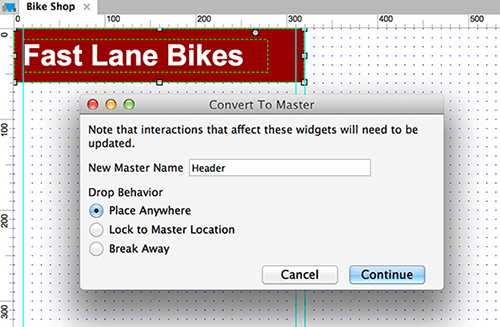 Bike Shop ×
0 100 200 300 400 500
0
100
200
300
Fast Lane Bikes
Convert To Master
Note that interactions that affect these widgets will need to be
updated.
New Master Name Header
Drop Behavior
Place Anywhere
Lock to Master Location
Break Away
Cancel Continue